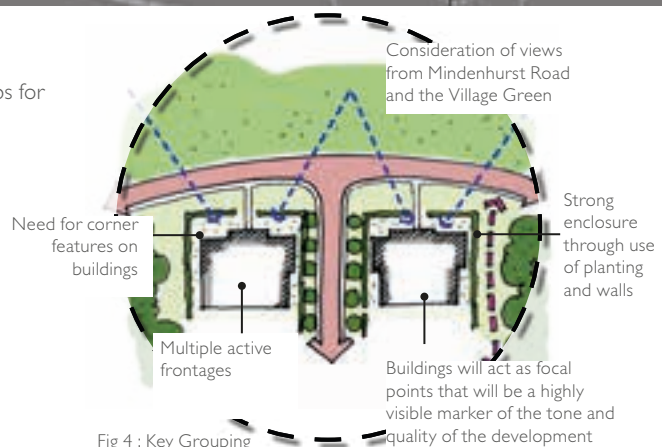 os for
Consideration of views
from Mindenhurst Road
and the Village Green
Need for corner
features on
buildings
Strong
enclosure
through use
of planting
and walls
Multiple active
frontages
Buildings will act as focal
points that will be a highly
visible marker of the tone and
quality of the development
Fig 4 : Key Grouping